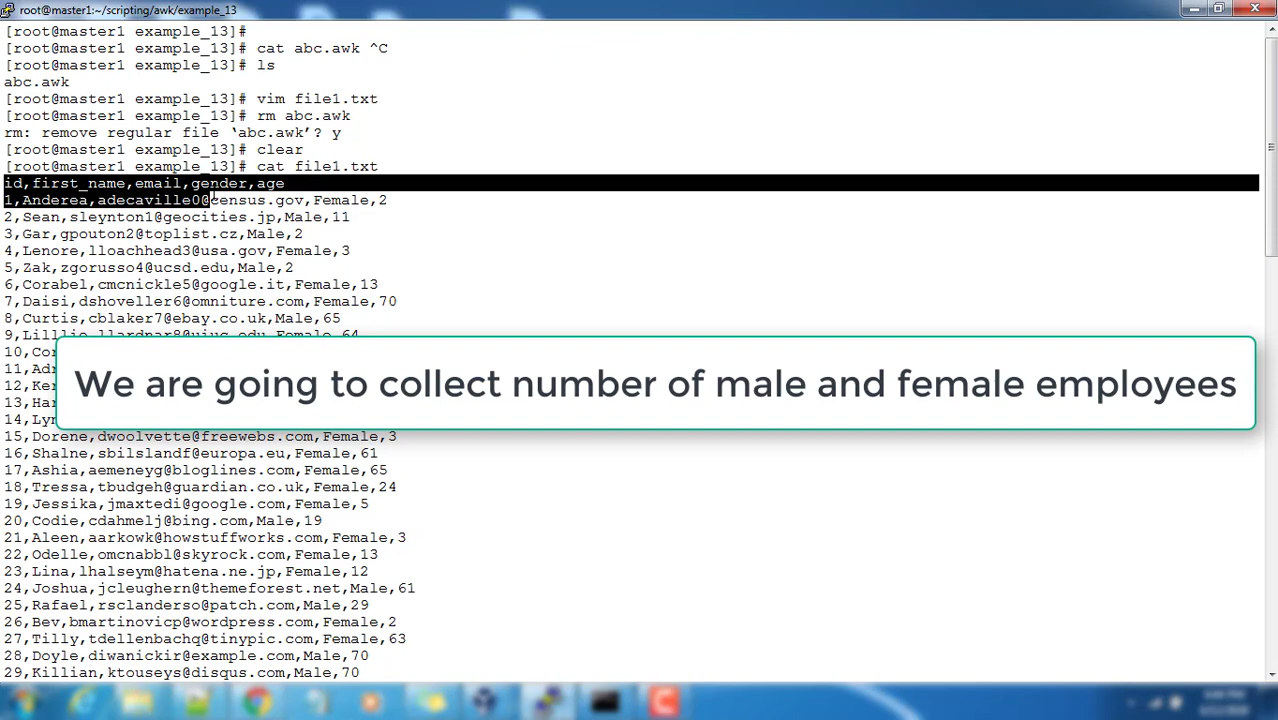 root@master1:~/scripting/awk/example_13
[root@master1 example_13]#
[root@master1 example_13]# cat abc.awk ^C
[root@master1 example_13]# ls
abc.awk
[root@master1 example_13]# vim file1.txt
[root@master1 example_13]# rm abc.awk
rm: remove regular file ‘abc.awk’? y
[root@master1 example_13]# clear
[root@master1 example_13]# cat file1.txt
id,first_name,email,gender,age
1,Anderea,adecaville0@census.gov,Female,2
2,Sean,sleynton1@geocities.jp,Male,11
3,Gar,gpouton2@toplist.cz,Male,2
4,Lenore,lloachhead3@usa.gov,Female,3
5,Zak,zgorusso4@ucsd.edu,Male,2
6,Corabel,cmcnickle5@google.it,Female,13
7,Daisi,dshoveller6@omniture.com,Female,70
8,Curtis,cblaker7@ebay.co.uk,Male,65
9,
10,
11,
12,
13,
14,
We are going to collect number of male and female employees
15,Dorene,dwoolvette@freewebs.com,Female,3
16,Shalne,sbielstenf@europa.eu,Female,61
17,Ashia,aemeneyg@bloglines.com,Female,65
18,Tressa,tbudgeh@guardian.co.uk,Female,24
19,Jessika,jmaxtedi@google.com,Female,5
20,Codie,cdahmelj@bing.com,Male,19
21,Aleen,aarkowk@howstuffworks.com,Female,3
22,Odelle,omcnabbl@skyrock.com,Female,13
23,Lina,lhalseym@hatena.ne.jp,Female,12
24,Joshua,jcleughern@themeforest.net,Male,61
25,Rafael,rsclanderso@patch.com,Male,29
26,Bev,bmartinovicp@wordpress.com,Female,2
27,Tilly,tdellenbachq@tinypic.com,Female,63
28,Doyle,diwanickir@example.com,Male,70
29,Killian,ktouseys@disqus.com,Male,70